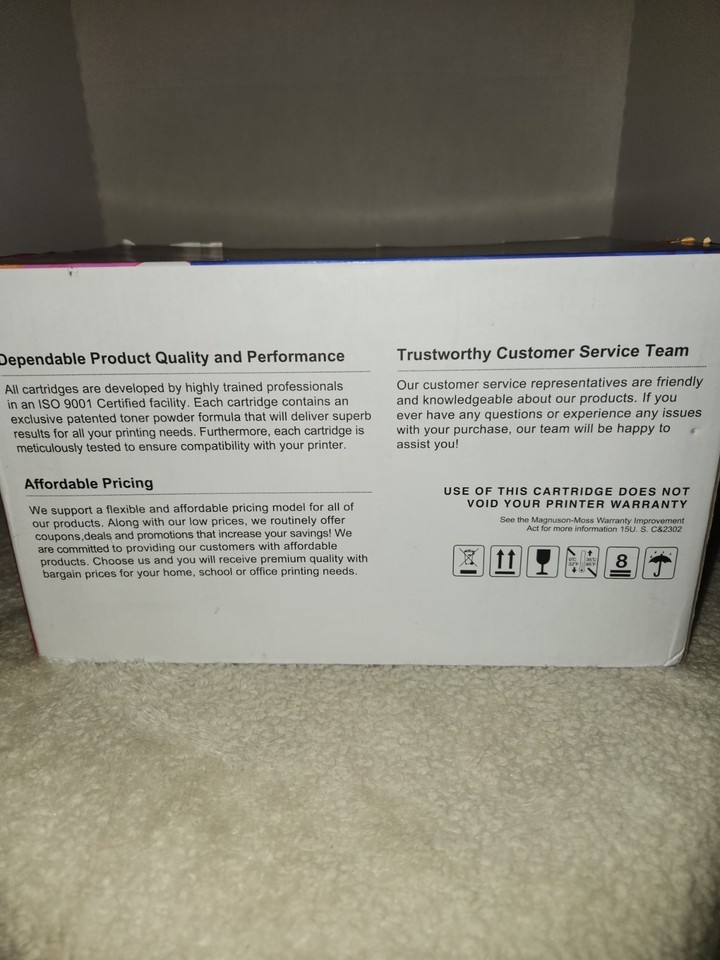 Dependable Product Quality and Performance
All cartridges are developed by highly trained professionals
in an ISO 9001 Certified facility. Each cartridge contains an
exclusive patented toner powder formula that will deliver superb
results for all your printing needs. Furthermore, each cartridge is
meticulously tested to ensure compatibility with your printer.
Affordable Pricing
We support a flexible and affordable pricing model for all of
our products. Along with our low prices, we routinely offer
coupons,deals and promotions that increase your savings! We
are committed to providing our customers with affordable
products. Choose us and you will receive premium quality with
bargain prices for your home, school or office printing needs.
Trustworthy Customer Service Team
Our customer service representatives are friendly
and knowledgeable about our products. If you
ever have any questions or experience any issues
with your purchase, our team will be happy to
assist you!
USE OF THIS CARTRIDGE DOES NOT
VOID YOUR PRINTER WARRANTY
See the Magnuson-Moss Warranty Improvement
Act for more information 15U. S. C&2302
8